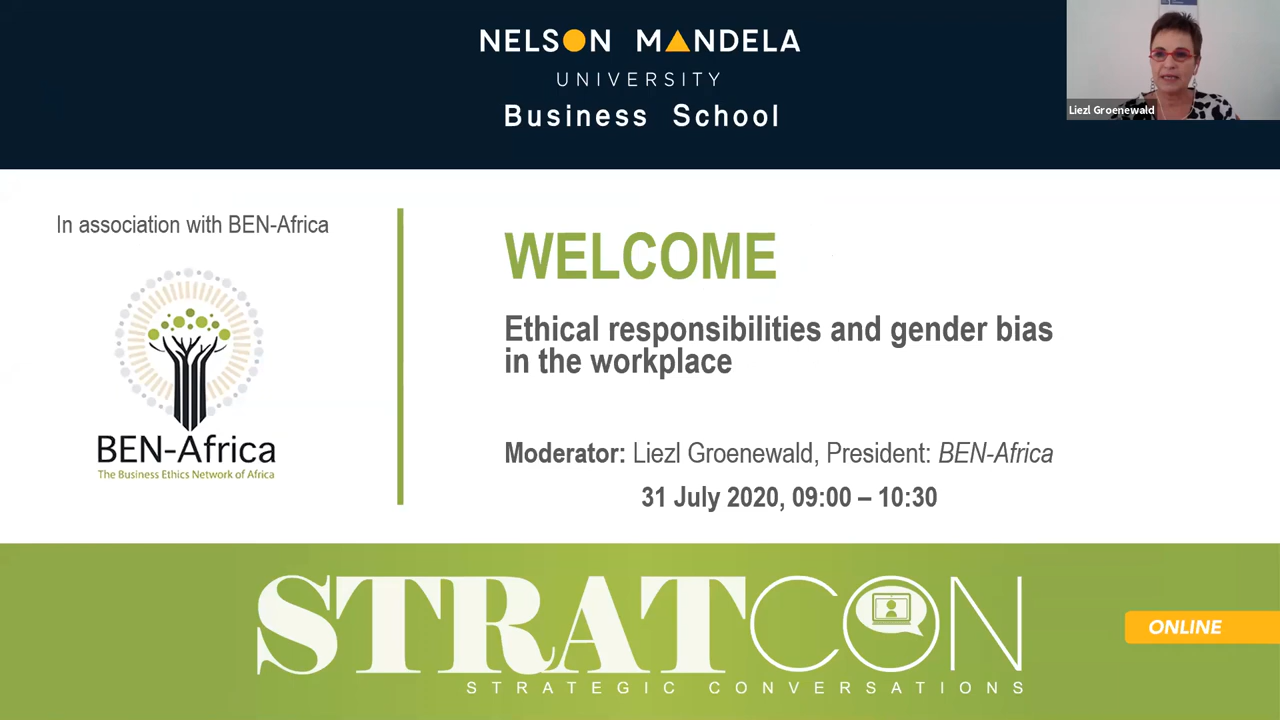 NELSON MANDELA
UNIVERSITY
Business School
Liezl Groenewald
In association with BEN-Africa
BEN-Africa
The Business Ethics Network of Africa
WELCOME
Ethical responsibilities and gender bias
in the workplace
Moderator: Liezl Groenewald, President: BEN-Africa
31 July 2020, 09:00 – 10:30
STRATCON
STRATEGIC CONVERSATIONS
ONLINE